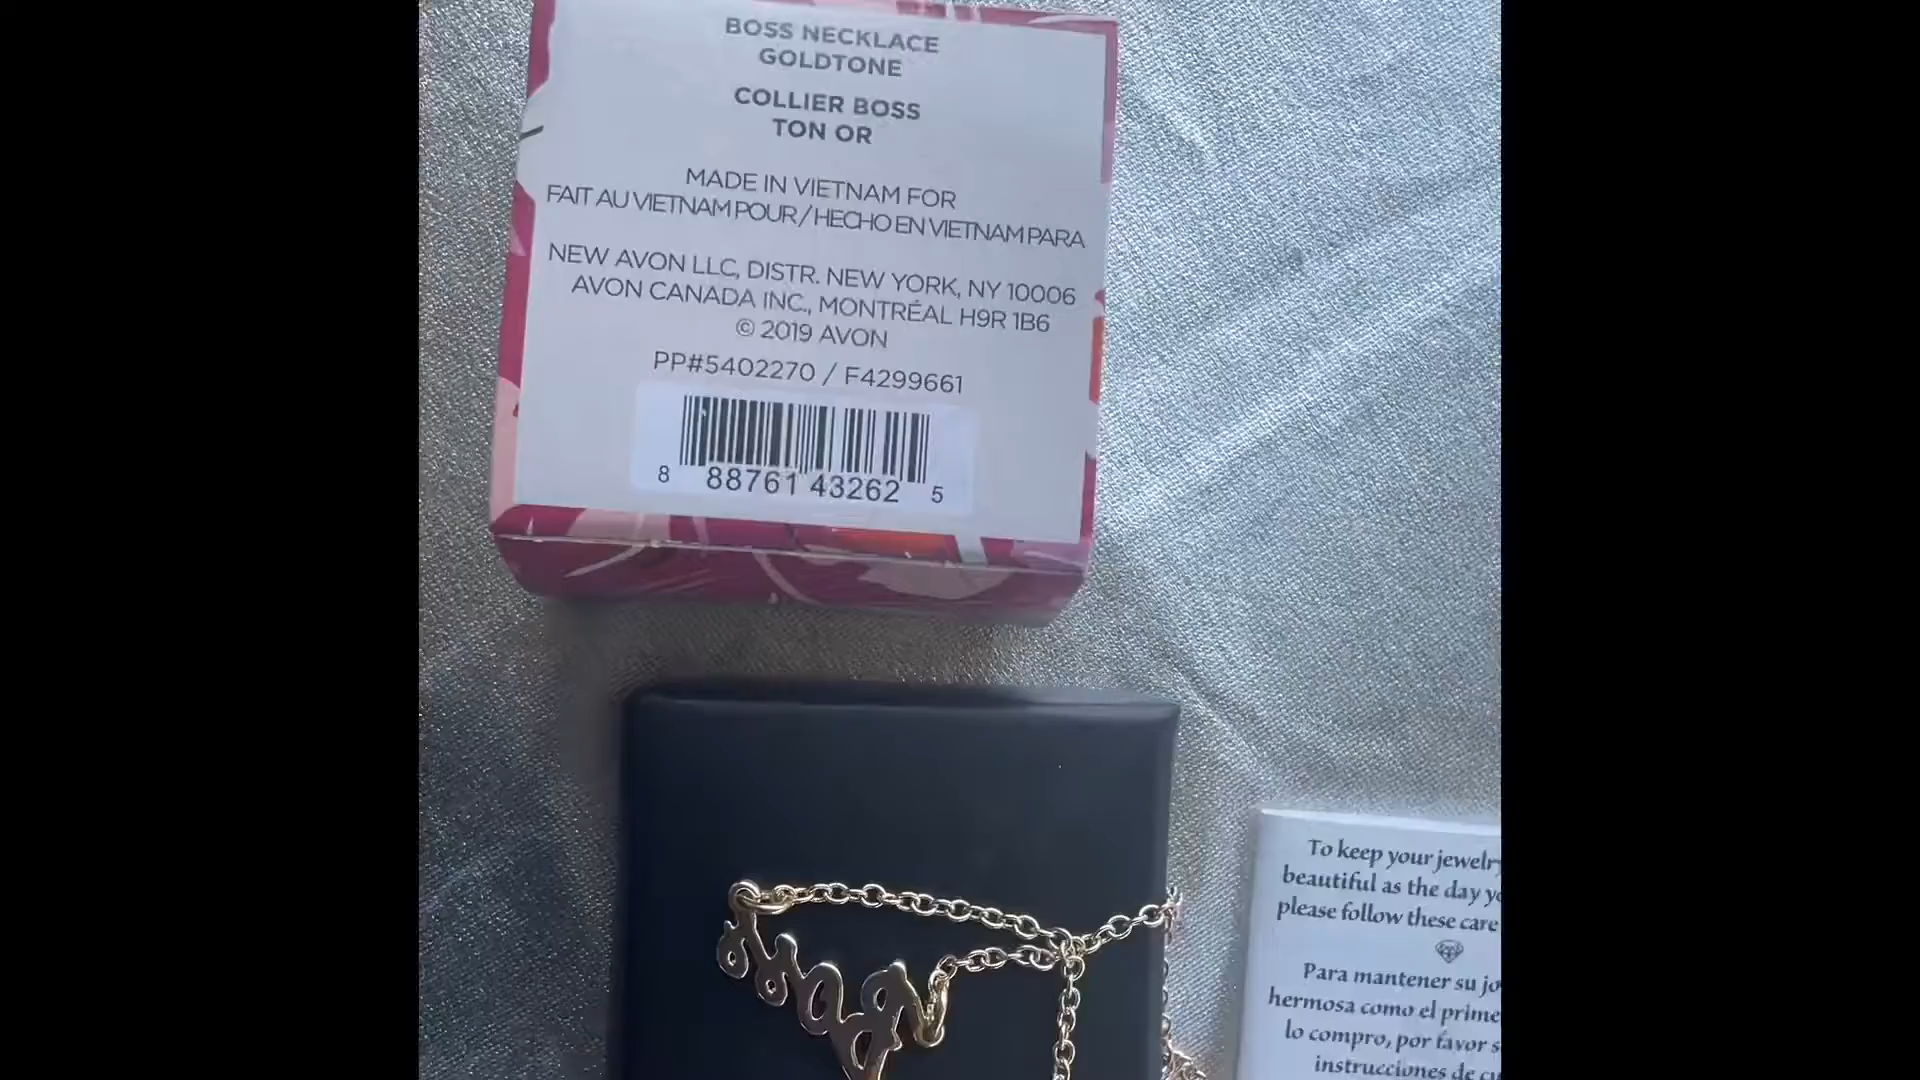 BOSS NECKLACE
GOLDTONE
COLLIER BOSS
TON OR
MADE IN VIETNAM FOR
FAIT AU VIETNAM POUR / HECHO EN VIETNAM PARA
NEW AVON LLC, DISTR. NEW YORK, NY 10006
AVON CANADA INC., MONTRÉAL H9R 1B6
© 2019 AVON
PP#5402270 / F4299661
8 88761 43262 5
Boss
To keep your jewelry
beautiful as the day
please follow these care
Para mantener su
hermosa como el
lo compro, por favor
instrucciones de